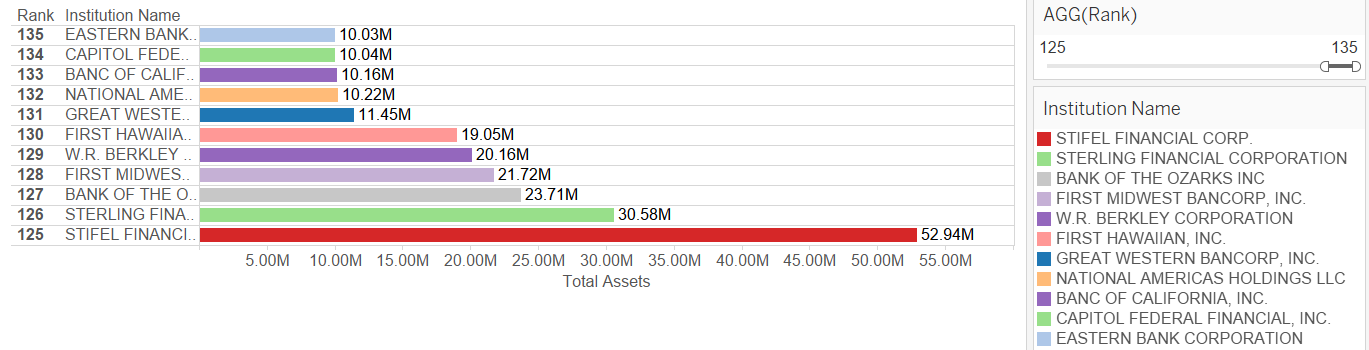 Rank Institution Name
135 EASTERN BANK.. 10.03M
134 CAPITOL FEDE.. 10.04M
133 BANC OF CALIF.. 10.16M
132 NATIONAL AME.. 10.22M
131 GREAT WESTE.. 11.45M
130 FIRST HAWAIIA.. 19.05M
129 W.R. BERKLEY .. 20.16M
128 FIRST MIDWES.. 21.72M
127 BANK OF THE O.. 23.71M
126 STERLING FINA.. 30.58M
125 STIFEL FINANCI.. 52.94M
5.00M 10.00M 15.00M 20.00M 25.00M 30.00M 35.00M 40.00M 45.00M 50.00M 55.00M
Total Assets
AGG(Rank)
125 135
Institution Name
STIFEL FINANCIAL CORP.
STERLING FINANCIAL CORPORATION
BANK OF THE OZARKS INC
FIRST MIDWEST BANCORP, INC.
W.R. BERKLEY CORPORATION
FIRST HAWAIIAN, INC.
GREAT WESTERN BANCORP, INC.
NATIONAL AMERICAS HOLDINGS LLC
BANC OF CALIFORNIA, INC.
CAPITOL FEDERAL FINANCIAL, INC.
EASTERN BANK CORPORATION